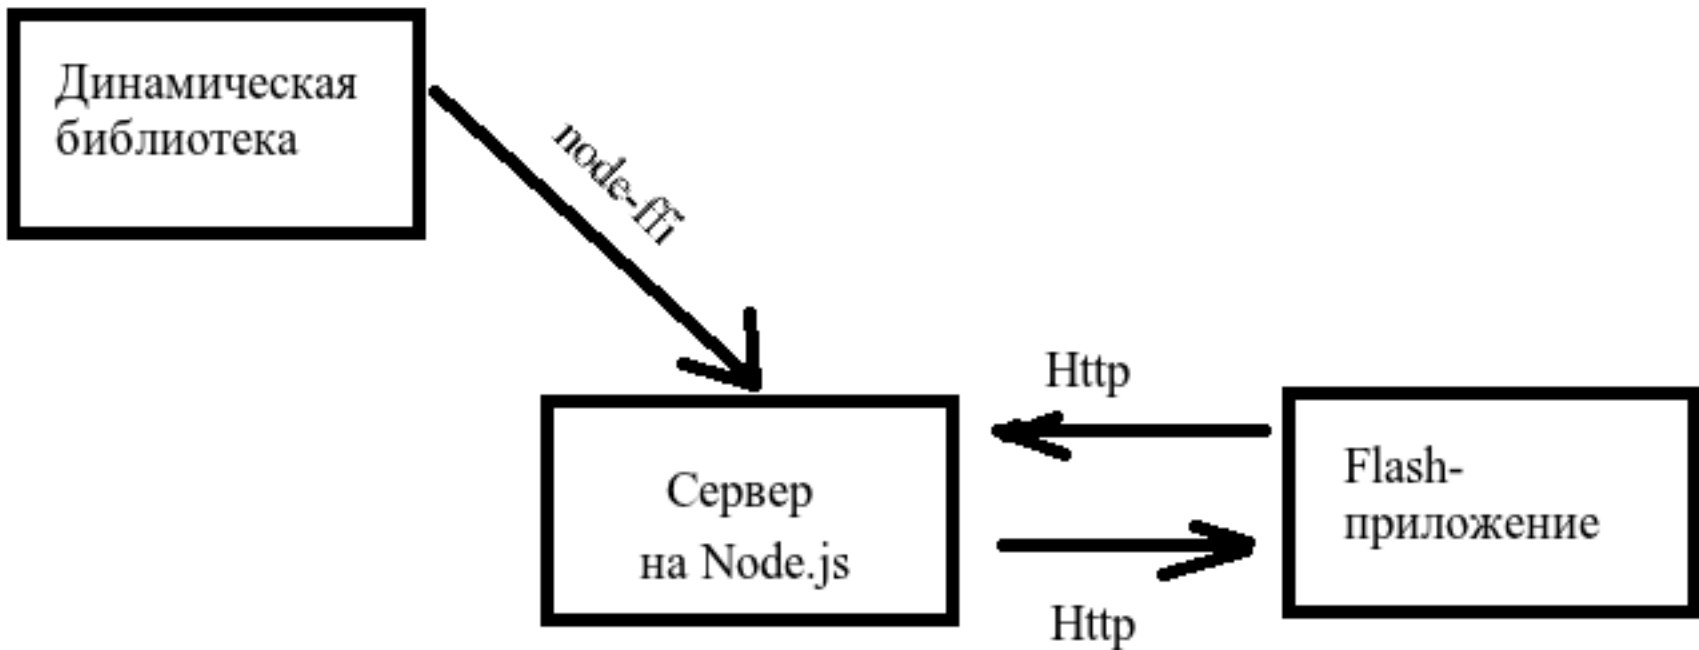 Динамическая
библиотека
node-ffi
Http
Сервер
на Node.js
Flash-
приложение
Http